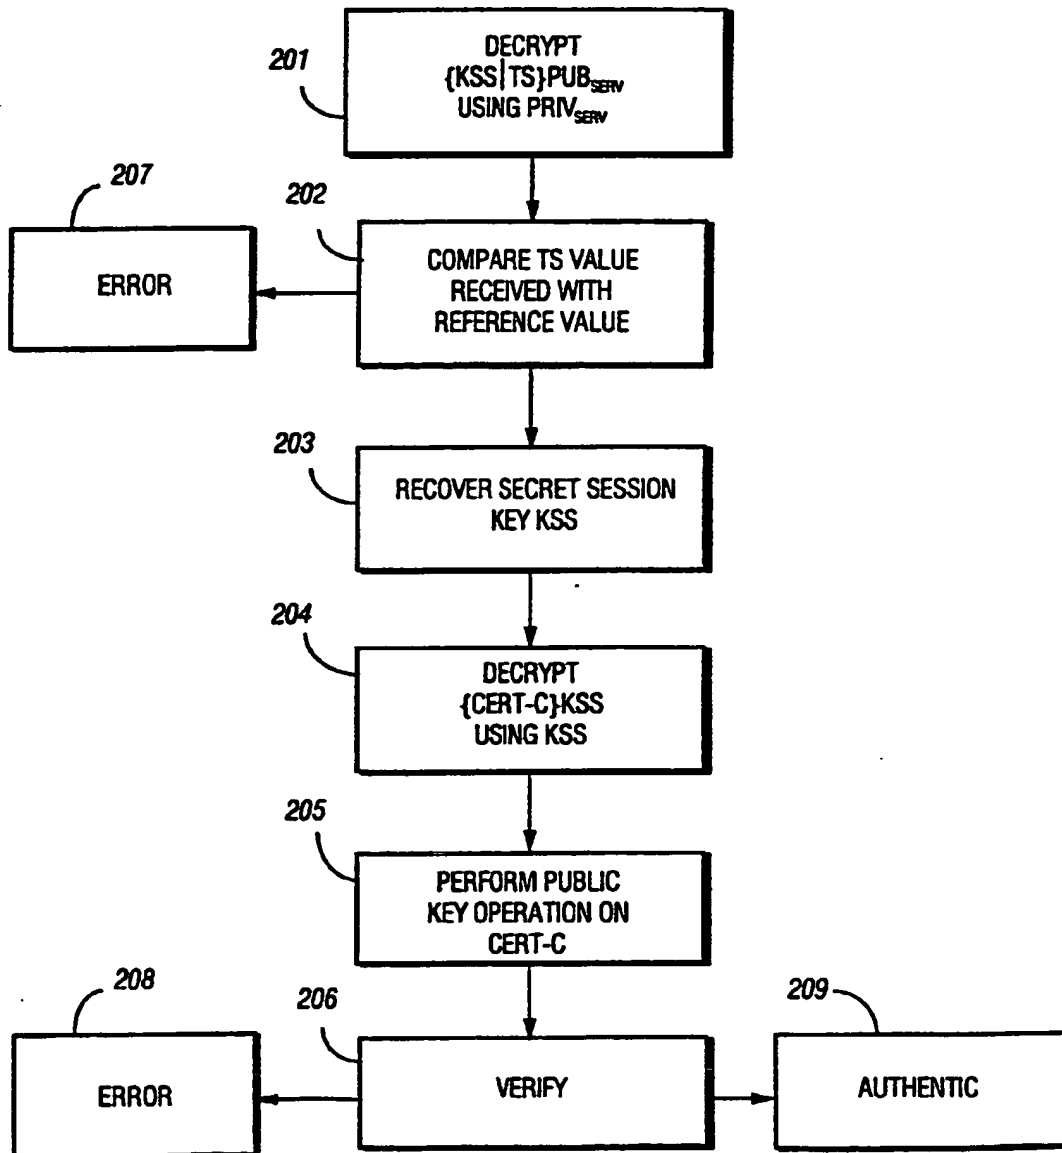 201
DECRYPT
{KSS|TS}PUBSERV
USING PRIVSERV
207
202
ERROR
COMPARE TS VALUE
RECEIVED WITH
REFERENCE VALUE
203
RECOVER SECRET SESSION
KEY KSS
204
DECRYPT
{CERT-C}KSS
USING KSS
205
PERFORM PUBLIC
KEY OPERATION ON
CERT-C
208
206
209
ERROR
VERIFY
AUTHENTIC